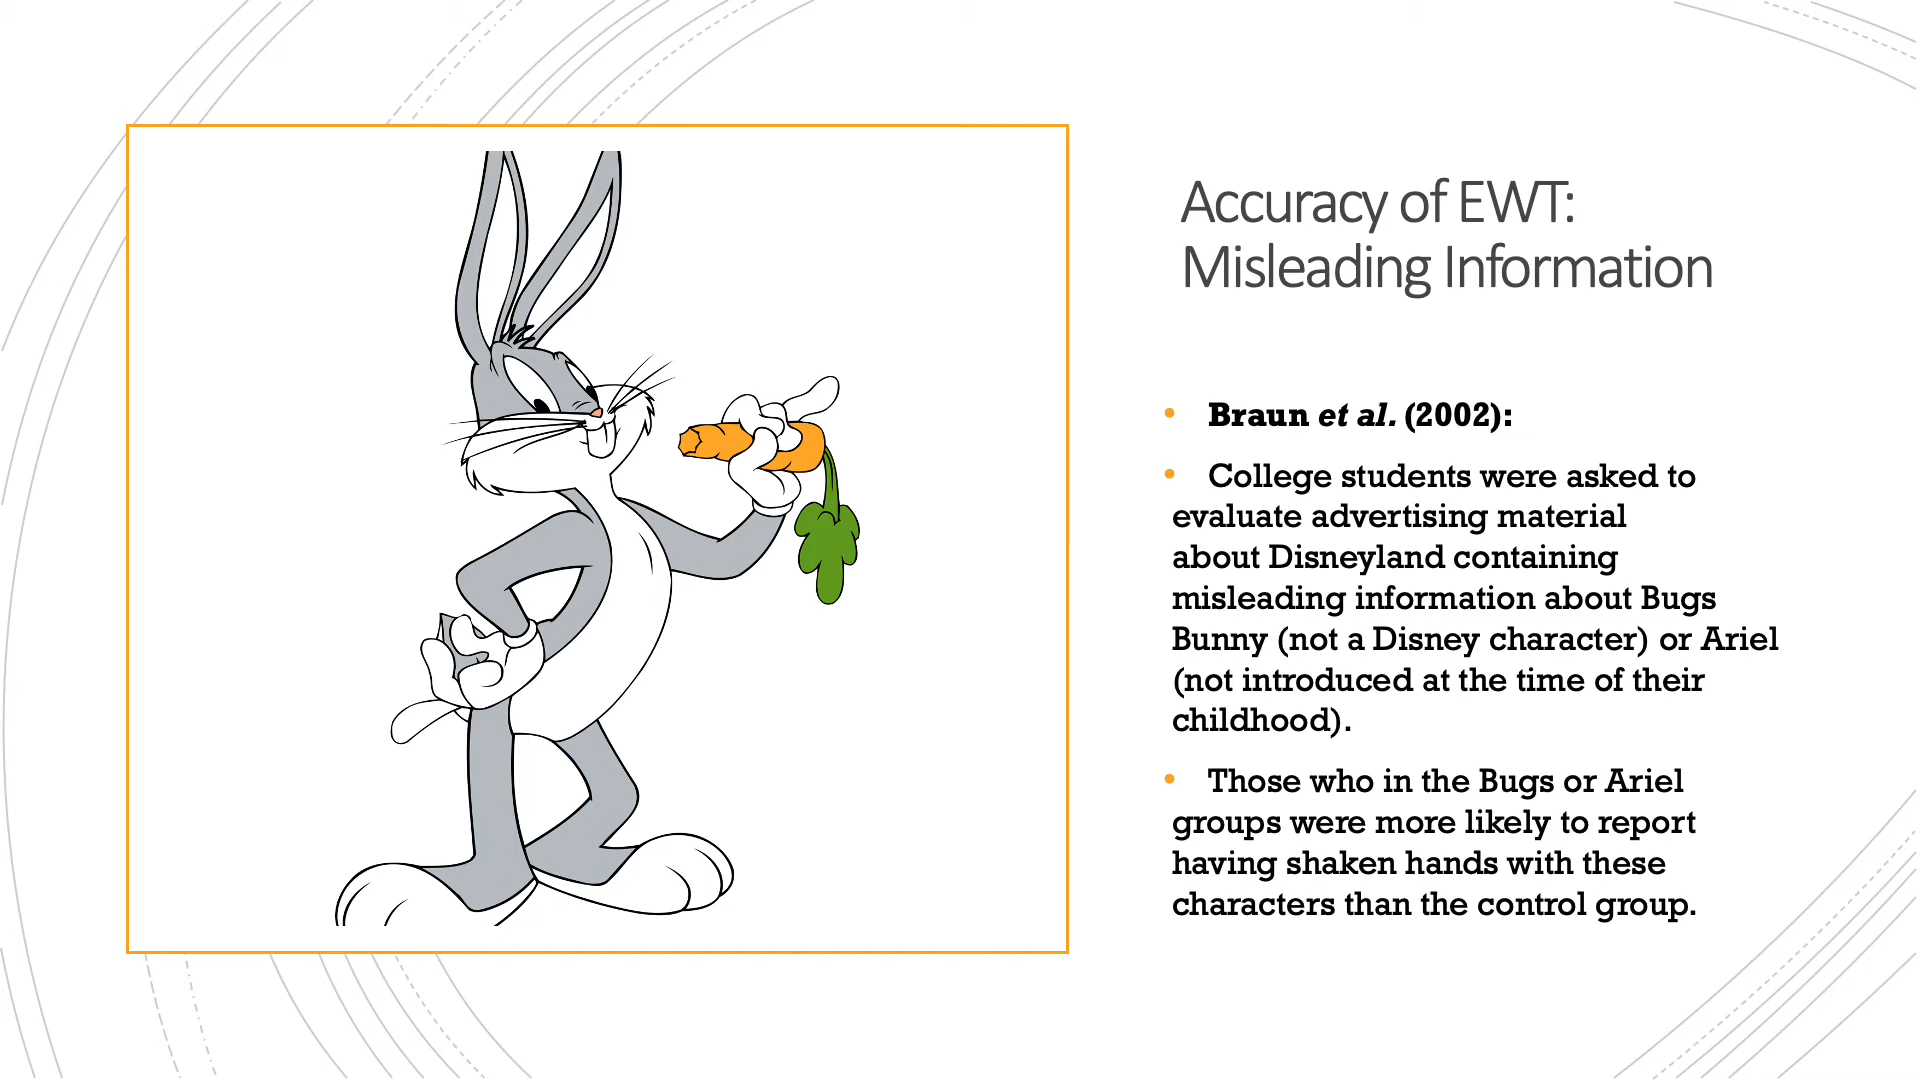 Accuracy of EWT:
Misleading Information
• Braun et al. (2002):
• College students were asked to
evaluate advertising material
about Disneyland containing
misleading information about Bugs
Bunny (not a Disney character) or Ariel
(not introduced at the time of their
childhood).
• Those who in the Bugs or Ariel
groups were more likely to report
having shaken hands with these
characters than the control group.